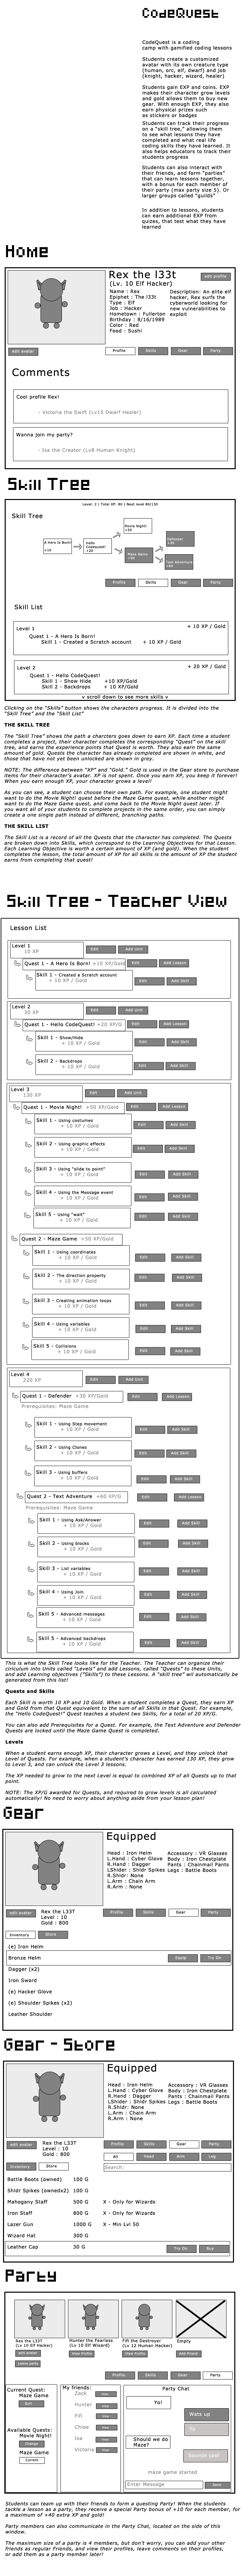 CodeQuest
CodeQuest is a coding
camp with gamified coding lessons
Students create a customized
avatar with its own creature type
(human, orc, elf, dwarf) and job
(knight, hacker, wizard, healer)
Students gain EXP and coins. EXP
makes their character grow levels
and gold allows them to buy new
gear. With enough EXP, they also
earn physical prizes such
as stickers or badges
Students can track their progress
on a "skill tree," allowing them
to see what lessons they have
completed and what real life
coding skills they have learned. It
also helps educators to track their
students progress
Students can also interact with
their friends, and form "parties"
that can learn lessons together,
with a bonus for each member of
their party (max party size 5). Or
larger groups called "guilds"
In addition to lessons, students
can earn additional EXP from
quizes, that test what they have
learned
Home
Rex the l33t
(Lv. 10 Elf Hacker)
edit profile
Name : Rex
Epiphet : The l33t
Type : Elf
Job : Hacker
Hometown : Fullerton
Birthday : 8/16/1989
Color : Red
Food : Sushi
Description: An elite elf
hacker, Rex surfs the
cyberworld looking for
new vulnerabilities to
exploit
edit avatar
Profile
Skills
Gear
Party
Comments
Cool profile Rex!
- Victoria the Swift (Lv15 Dwarf Healer)
Wanna join my party?
- Isa the Creator (Lv8 Human Knight)
Skill Tree
Level: 2 / Total XP: 80 / Next level 80/130
Skill Tree
A Hero Is Born!
+10
Hello
Codequest!
+20
Movie Night!
+50
Maze Game
+50
Defender
+30
Text Adventure
+60
Profile
Skills
Gear
Party
Skill List
Level 1
+ 10 XP / Gold
Quest 1 - A Hero Is Born!
Skill 1 - Created a Scratch account + 10 XP / Gold
Level 2
+ 20 XP / Gold
Quest 1 - Hello CodeQuest!
Skill 1 - Show Hide +10 XP/Gold
Skill 2 - Backdrops + 10 XP / Gold
v scroll down to see more skills v
Clicking on the "Skills" button shows the characters progress. It is divided into the
"Skill Tree" and the "Skill List"
THE SKILL TREE
The "Skill Tree" shows the path a characters goes down to earn XP. Each time a student
completes a project, their character completes the corresponding "Quest" on the skill
tree, and earns the experience points that Quest is worth. They also earn the same
amount of gold. Quests the character has already completed are shown in white, and
those that have not yet been unlocked are shown in grey.
NOTE: The difference between "XP" and "Gold." Gold is used in the Gear store to purchase
items for their character's avatar. XP is not spent. Once you earn XP, you keep it forever!
When you earn enough XP, your character grows a level!
As you can see, a student can choose their own path. For example, one student might
want to do the Movie Night! quest before the Maze Game quest, while another might
want to do the Maze Game quest, and come back to the Movie Night quest later. If
you want all of your Students to complete projects in the same order, you can simply
create a one single path instead of different, branching paths.
THE SKILL LIST
The Skill List is a record of all the Quests that the character has completed. The Quests
are broken down into Skills, which correspond to the Learning Objectives for that Lesson.
Each Learning Objective (Skill) is worth a certain amount of XP (and gold). When the student
completes the lesson, the total amount of XP for all skills is the amount of XP the student
earns from completing that quest!
Skill Tree - Teacher View
Lesson List
Level 1
10 XP
Edit
Add Unit
Quest 1 - A Hero Is Born! +10 XP/Gold
Edit
Add Lesson
Skill 1 - Created a Scratch account
+ 10 XP / Gold
Edit
Add Skill
Level 2
30 XP
Edit
Add Unit
Quest 1 - Hello CodeQuest! +20 XP/G
Edit
Add Lesson
Skill 1 - Show/Hide
+ 10 XP / Gold
Edit
Add Skill
Skill 2 - Backdrops
+ 10 XP / Gold
Edit
Add Skill
Level 3
130 XP
Edit
Add Unit
Quest 1 - Movie Night! +50 XP/Gold
Edit
Add Lesson
Skill 1 - Using costumes
+ 10 XP / Gold
Edit
Add Skill
Skill 2 - Using graphic effects
+ 10 XP / Gold
Edit
Add Skill
Skill 3 - Using "slide to point"
+ 10 XP / Gold
Edit
Add Skill
Skill 4 - Using the Message event
+ 10 XP / Gold
Edit
Add Skill
Skill 5 - Using "wait"
+ 10 XP / Gold
Edit
Add Skill
Quest 2 - Maze Game +50 XP/Gold
Skill 1 - Using coordinates
+ 10 XP / Gold
Edit
Add Skill
Skill 2 - The direction property
+ 10 XP / Gold
Edit
Add Skill
Skill 3 - Creating animation loops
+ 10 XP / Gold
Edit
Add Skill
Skill 4 - Using variables
+ 10 XP / Gold
Edit
Add Skill
Skill 5 - Collisions
+ 10 XP / Gold
Edit
Add Skill
Level 4
220 XP
Edit
Add Unit
Quest 1 - Defender +30 XP/Gold
Edit
Add Lesson
Prerequisites: Maze Game
Skill 1 - Using Step movement
+ 10 XP / Gold
Edit
Add Skill
Skill 2 - Using Clones
+ 10 XP / Gold
Edit
Add Skill
Skill 3 - Using buffers
+ 10 XP / Gold
Edit
Add Skill
Quest 2 - Text Adventure +60 XP/G
Edit
Add Lesson
Prerequisites: Maze Game
Skill 1 - Using Ask/Answer
+ 10 XP / Gold
Edit
Add Skill
Skill 2 - Using blocks
+ 10 XP / Gold
Edit
Add Skill
Skill 3 - List variables
+ 10 XP / Gold
Edit
Add Skill
Skill 4 - Using Join
+ 10 XP / Gold
Edit
Add Skill
Skill 5 - Advanced messages
+ 10 XP / Gold
Edit
Add Skill
Skill 5 - Advanced backdrops
+ 10 XP / Gold
Edit
Add Skill
This is what the Skill Tree looks like for the Teacher. The Teacher can organize their
cirriculum into Units called "Levels" and add Lessons, called "Quests" to these Units,
and add Learning objectives ("Skills") to these Lessons. A "skill tree" will automatically be
generated from this list!
Quests and Skills
Each Skill is worth 10 XP and 10 Gold. When a student completes a Quest, they earn XP
and Gold from that Quest equivalent to the sum of all Skills in that Quest. For example,
the "Hello CodeQuest!" Quest teaches a student two Skills, for a total of 20 XP/G.
You can also add Prerequisites for a Quest. For example, the Text Adventure and Defender
Quests are locked until the Maze Game Quest is completed.
Levels
When a student earns enough XP, their character grows a Level, and they unlock that
tier of Quests. For example, when a student's character has earned 130 XP, they grow
to Level 3, and can unlock the Level 3 lessons.
The XP needed to grow to the next Level is equal to combined XP of all Quests up to that
point.
NOTE: The XP/G awarded for Quests, and required to grow levels is all calculated
automatically! No need to worry about anything aside from your lesson plan!
Gear
Equipped
Head : Iron Helm
L.Hand : Cyber Glove
R.Hand : Dagger
LShlder : Shldr Spikes
R.Shldr: None
L.Arm : Chain Arm
R.Arm : None
Accessory : VR Glasses
Body : Iron Chestplate
Pants : Chainmail Pants
Legs : Battle Boots
edit avatar
Rex the L33T
Level : 10
Gold : 800
Profile
Skills
Gear
Party
Inventory
Store
(e) Iron Helm
Bronze Helm
Equip
Try On
Dagger (x2)
Iron Sword
(e) Hacker Glove
(e) Shoulder Spikes (x2)
Leather Shoulder
Gear - Store
Equipped
Head : Iron Helm
L.Hand : Cyber Glove
R.Hand : Dagger
LShlder : Shldr Spikes
R.Shldr: None
L.Arm : Chain Arm
R.Arm : None
Accessory : VR Glasses
Body : Iron Chestplate
Pants : Chainmail Pants
Legs : Battle Boots
edit avatar
Rex the L33T
Level : 10
Gold : 800
Profile
Skills
Gear
Party
All
Head
Arm
Leg
Inventory
Store
Search:
Battle Boots (owned) 100 G
Shldr Spikes (ownedx2) 100 G
Mahogany Staff 500 G X - Only for Wizards
Iron Staff 800 G X - Only for Wizards
Lazer Gun 1000 G X - Min Lvl 50
Wizard Hat 300 G
Leather Cap 30 G
Try On
Buy
Party
Rex the L33T
(Lv 10 Elf Hacker)
edit avatar
Leave party
Hunter the Fearless
(Lv 10 Elf Wizard)
View Profile
Fifi the Destroyer
(Lv 12 Human Hacker)
View Profile
Empty
Add Friend
Profile
Skills
Gear
Party
Current Quest:
Maze Game
Quit
Available Quests:
Movie Night!
Change
Maze Game
Current
My friends:
Zack
Hunter
Fifi
Chloe
Isa
Victoria
Party Chat
Yo!
Wats up
Yo
Should we do
Maze?
Sounds cool
maze game started
Enter Message
Send
Students can team up with their friends to form a questing Party! When the students
tackle a lesson as a party, they receive a special Party bonus of +10 for each member, for
a maximum of +40 extra XP and gold!
Party members can also communicate in the Party Chat, located on the side of this
window.
The maximum size of a party is 4 members, but don't worry, you can add your other
friends as regular Friends, and view their profiles, leave comments on their profiles,
or add them as a party member later!